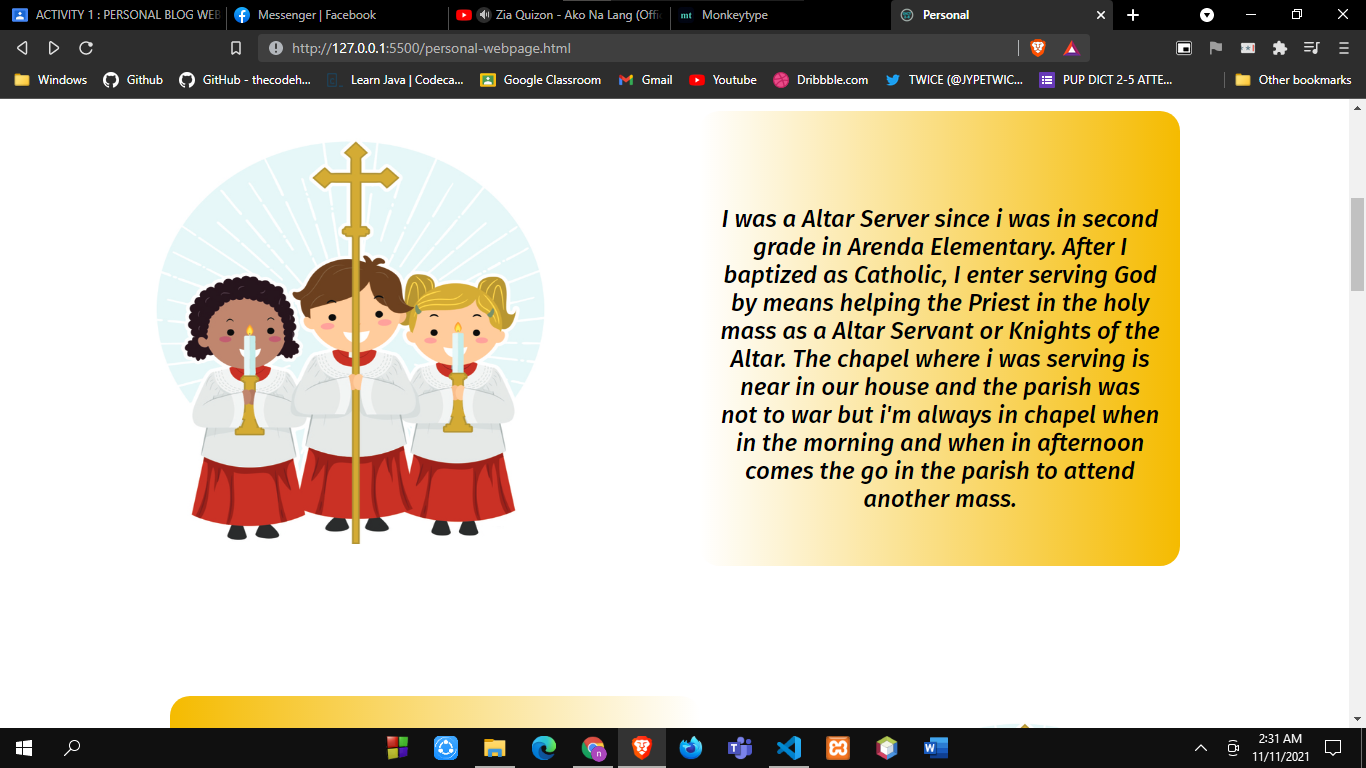 ACTIVITY 1 : PERSONAL BLOG WEB
Messenger | Facebook
Zia Quizon - Ako Na Lang (Offi
mt Monkeytype
Personal
http://127.0.0.1:5500/personal-webpage.html
Windows
Github
GitHub - thecodeh...
Learn Java | Codeca...
Google Classroom
Gmail
Youtube
Dribbble.com
TWICE (@JYPETWIC...
PUP DICT 2-5 ATTE...
Other bookmarks
I was a Altar Server since i was in second
grade in Arenda Elementary. After I
baptized as Catholic, I enter serving God
by means helping the Priest in the holy
mass as a Altar Servant or Knights of the
Altar. The chapel where i was serving is
near in our house and the parish was
not to war but i'm always in chapel when
in the morning and when in afternoon
comes the go in the parish to attend
another mass.
n
2:31 AM
11/11/2021